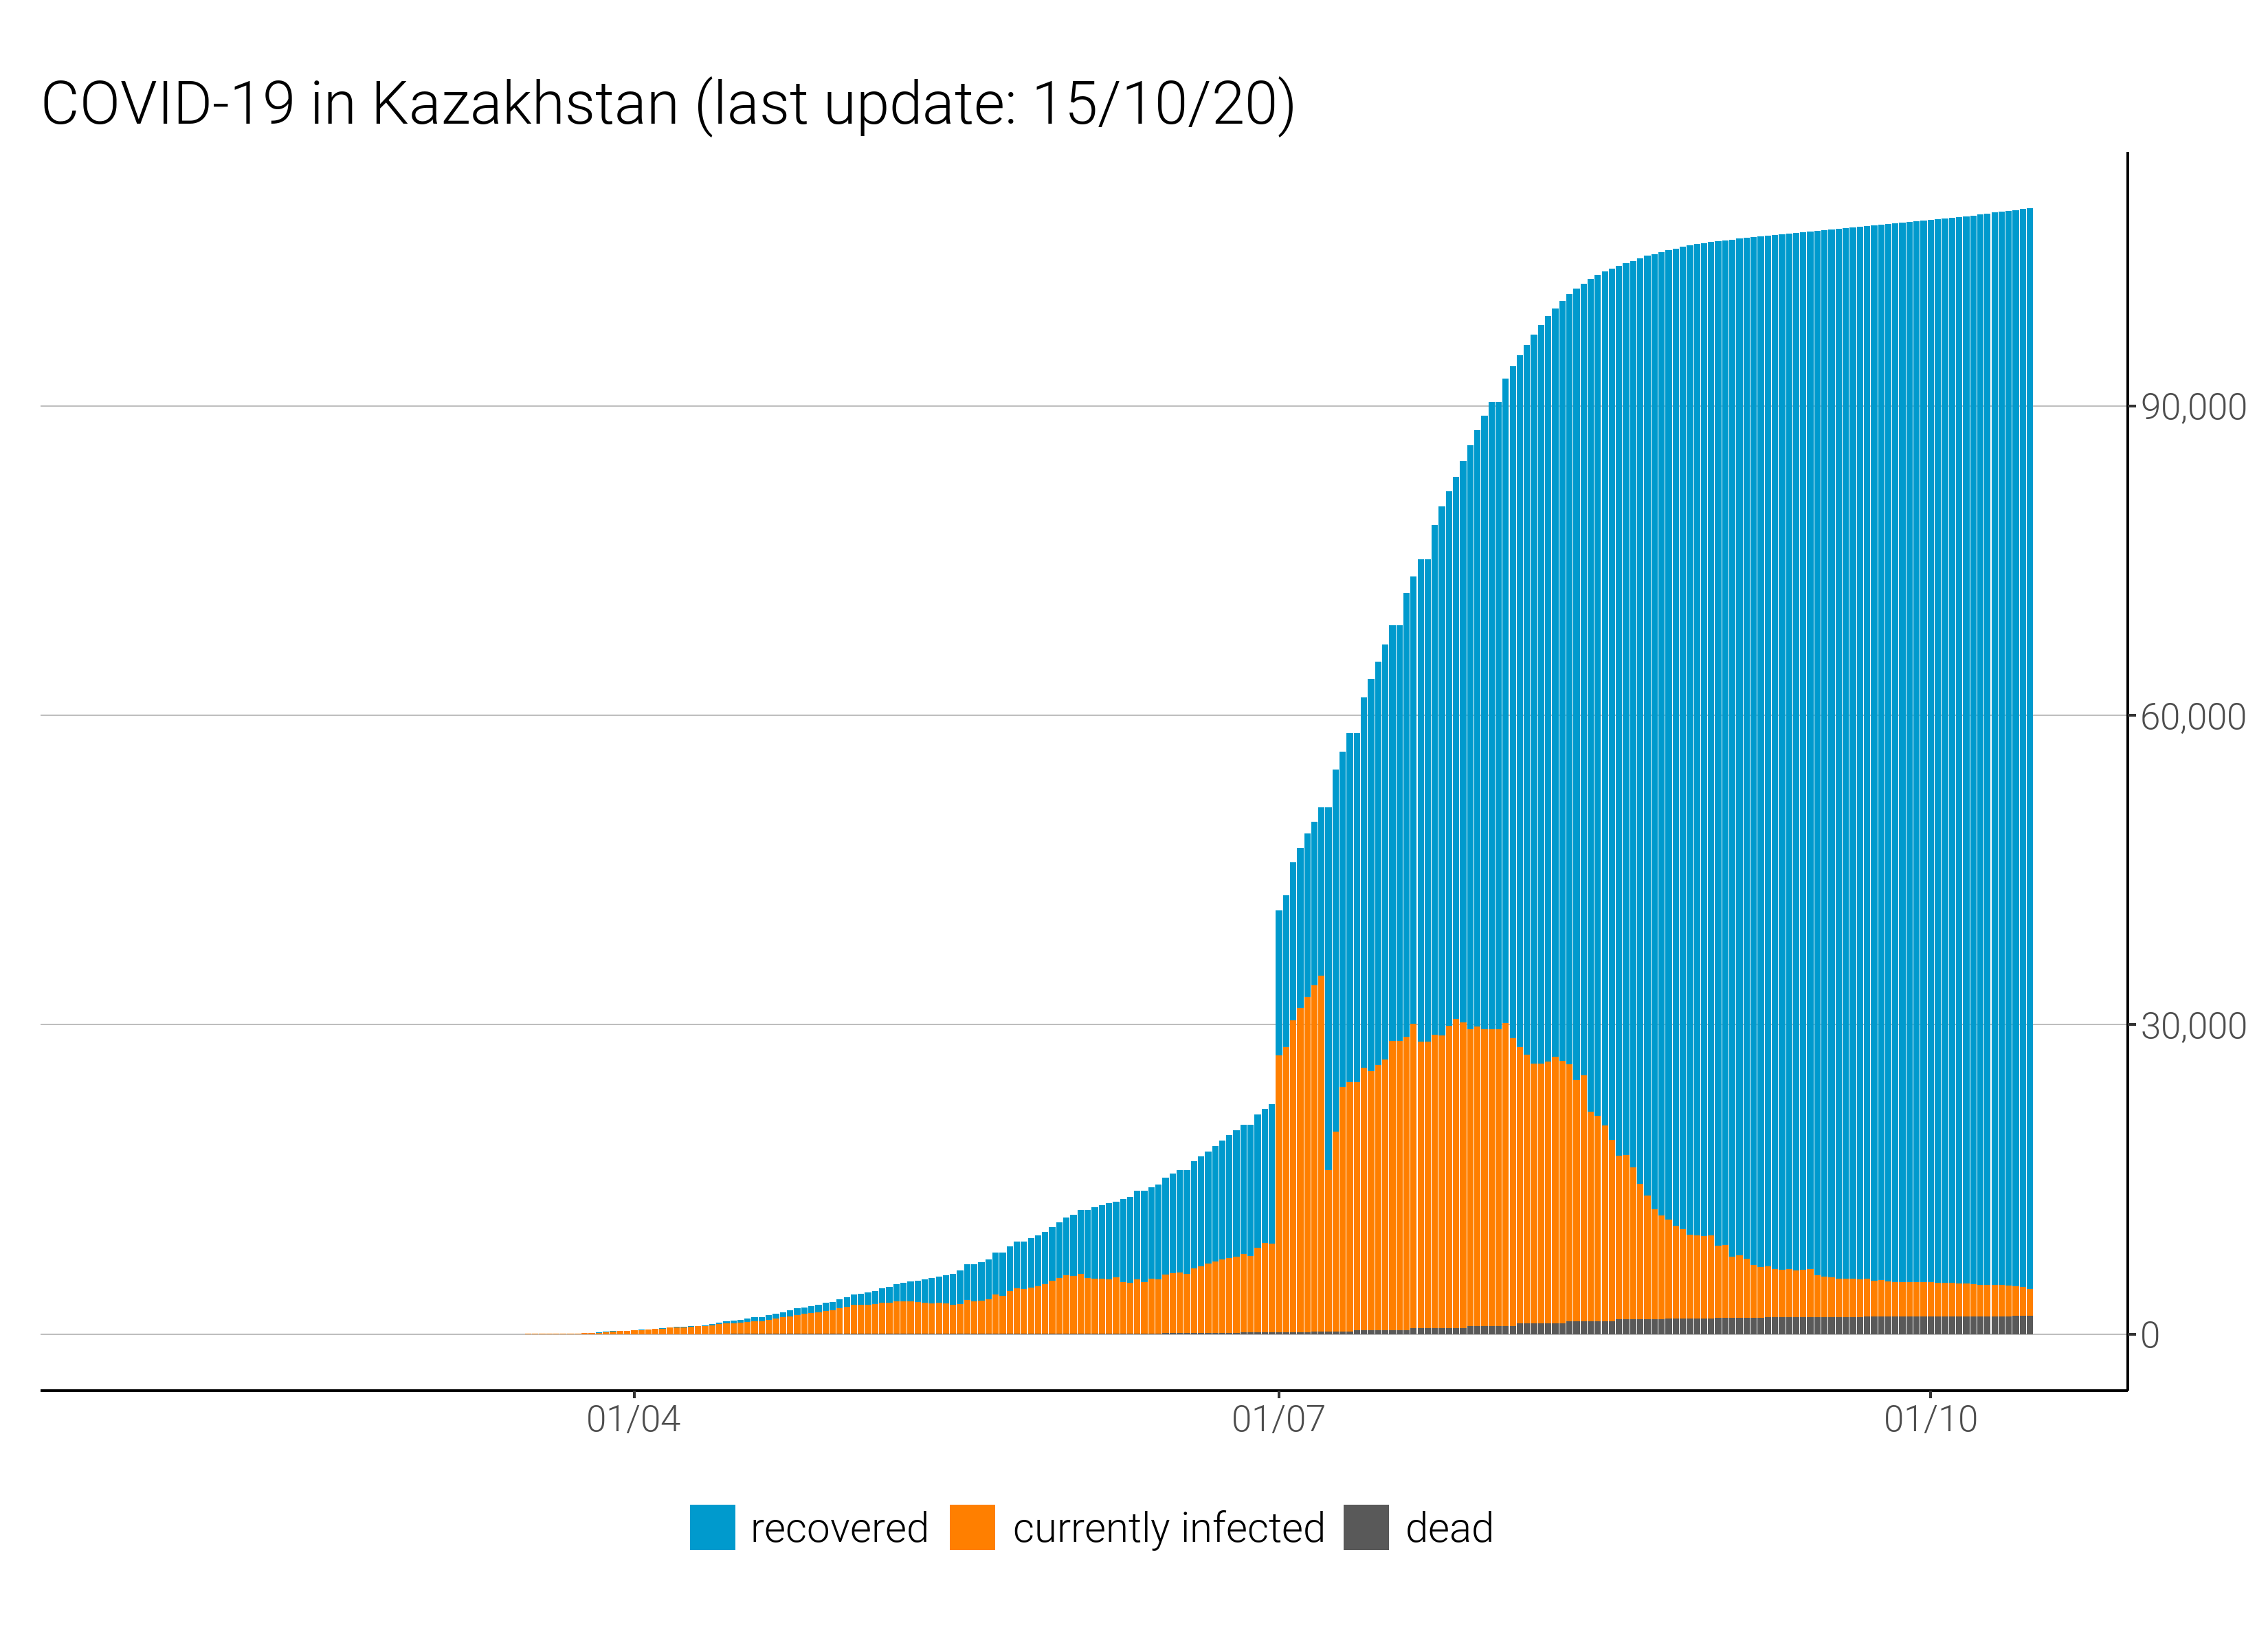 COVID-19 in Kazakhstan (last update: 15/10/20)
90,000
60,000
30,000
0
01/04 01/07 01/10
recovered currently infected dead